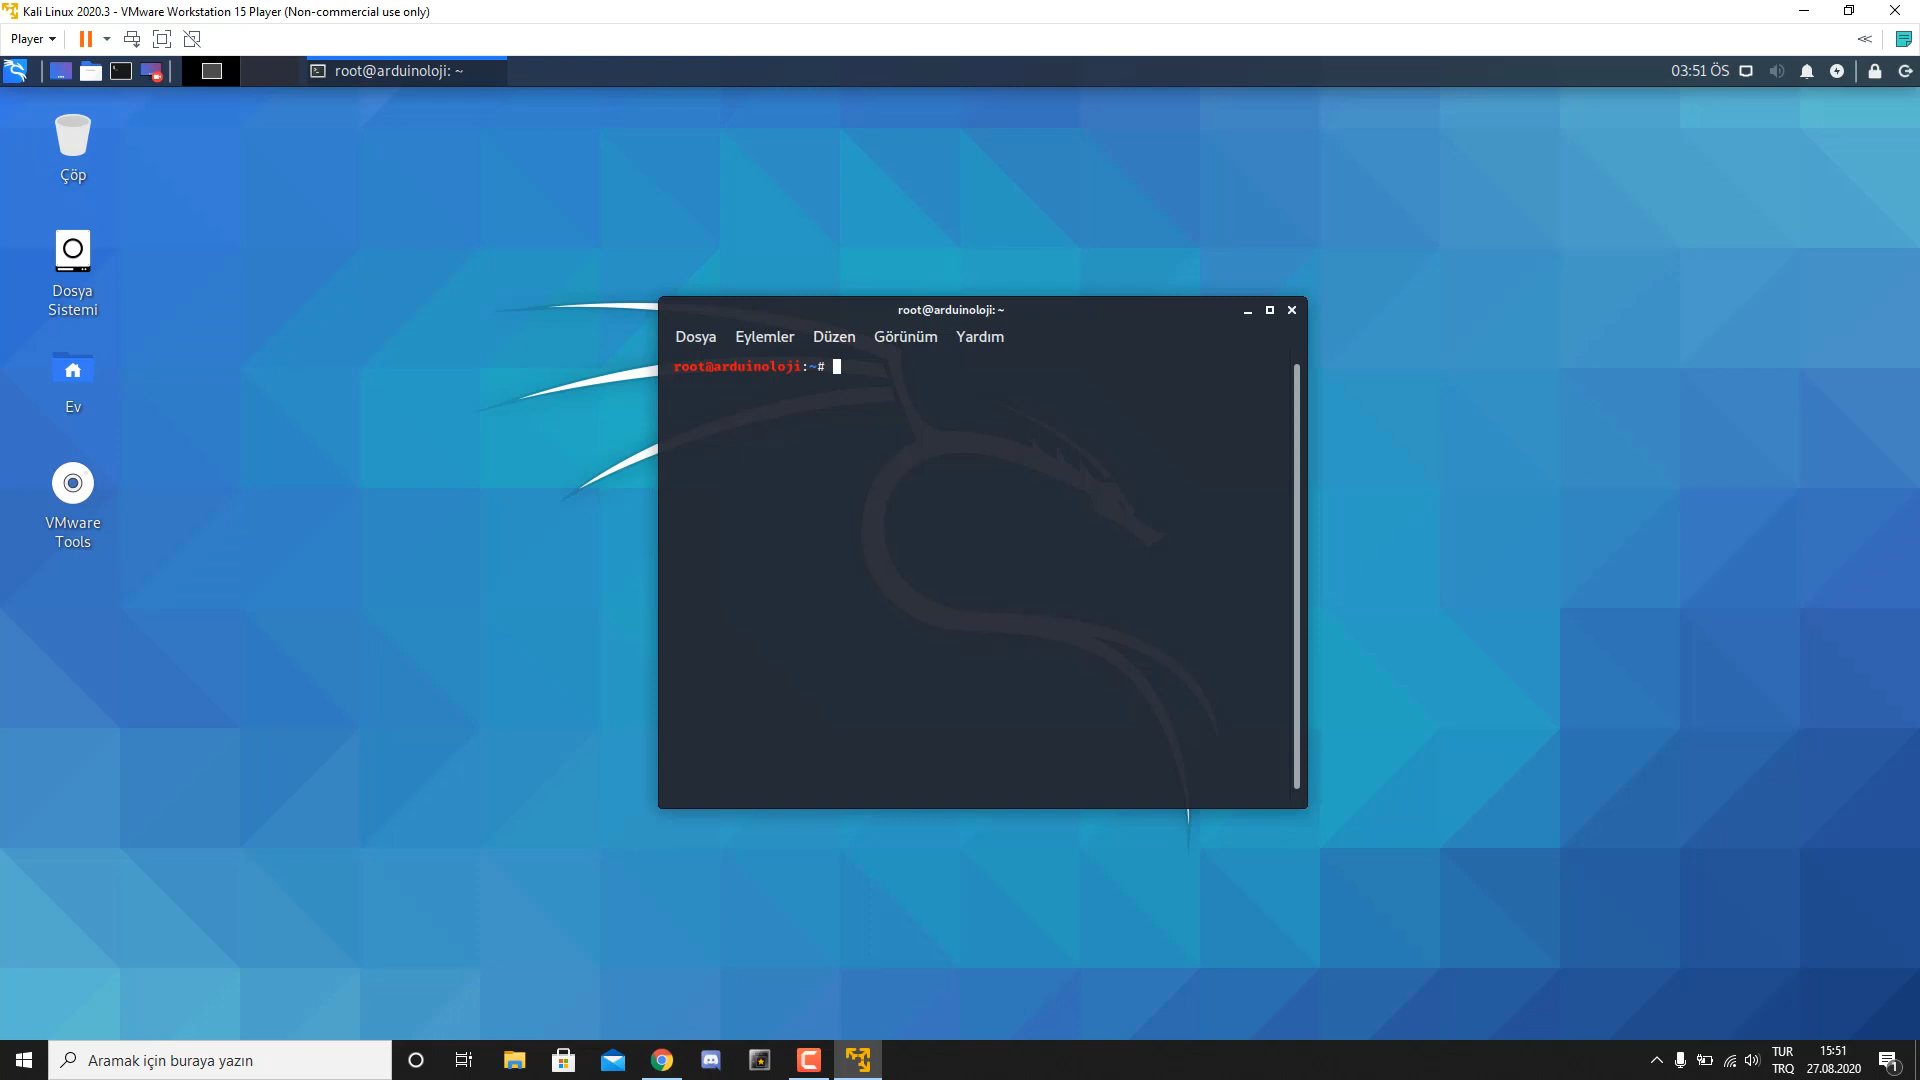 Kali Linux 2020.3 - VMware Workstation 15 Player (Non-commercial use only)
Player
root@arduinoloji: ~
03:51 ÖS
Çöp
Dosya
Sistemi
Ev
VMware
Tools
root@arduinoloji: ~
Dosya Eylemler Düzen Görünüm Yardım
root@arduinoloji:~#
Aramak için buraya yazın
TUR
TRQ
15:51
27.08.2020
1